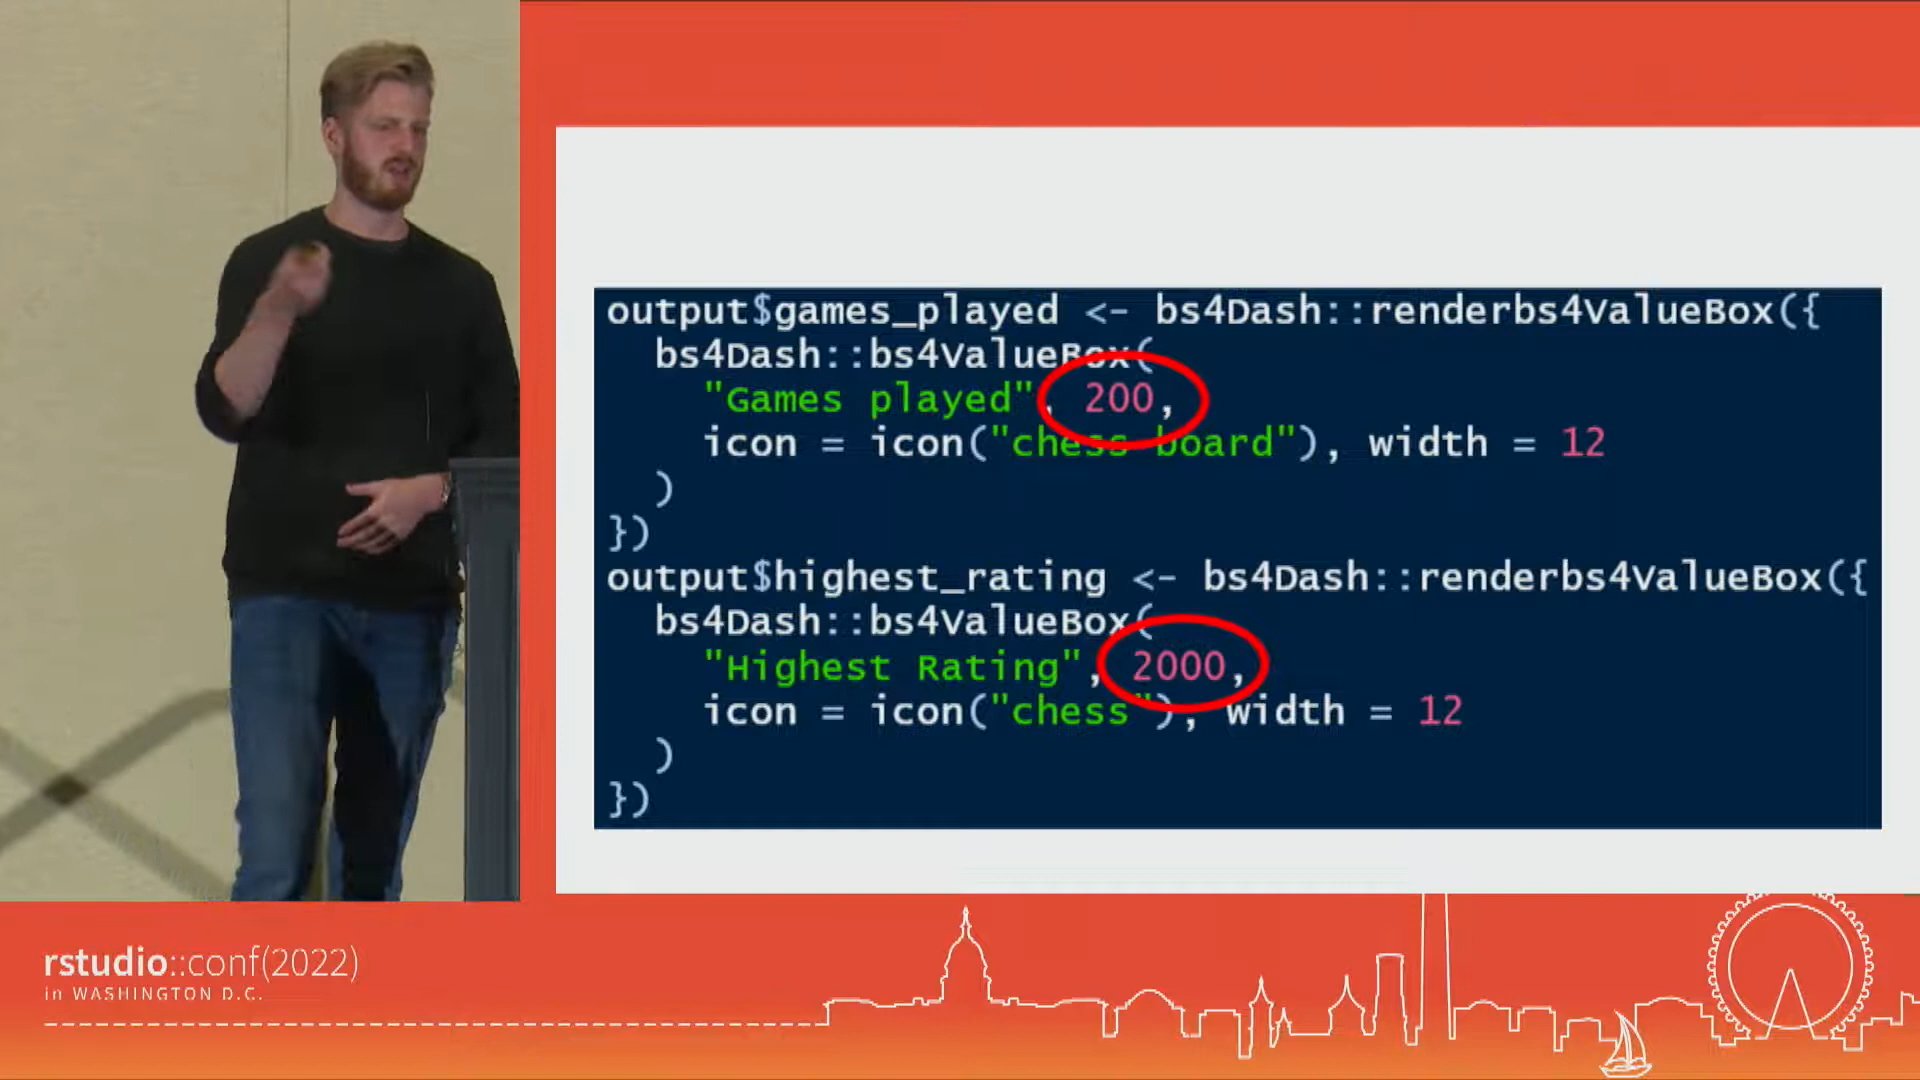 output$games_played <- bs4Dash::renderbs4ValueBox({
bs4Dash::bs4ValueBox(
"Games played", 200,
icon = icon("chess board"), width = 12
)
})
output$highest_rating <- bs4Dash::renderbs4ValueBox({
bs4Dash::bs4ValueBox(
"Highest Rating", 2000,
icon = icon("chess"), width = 12
)
})
rstudio::conf(2022)
in WASHINGTON D.C.